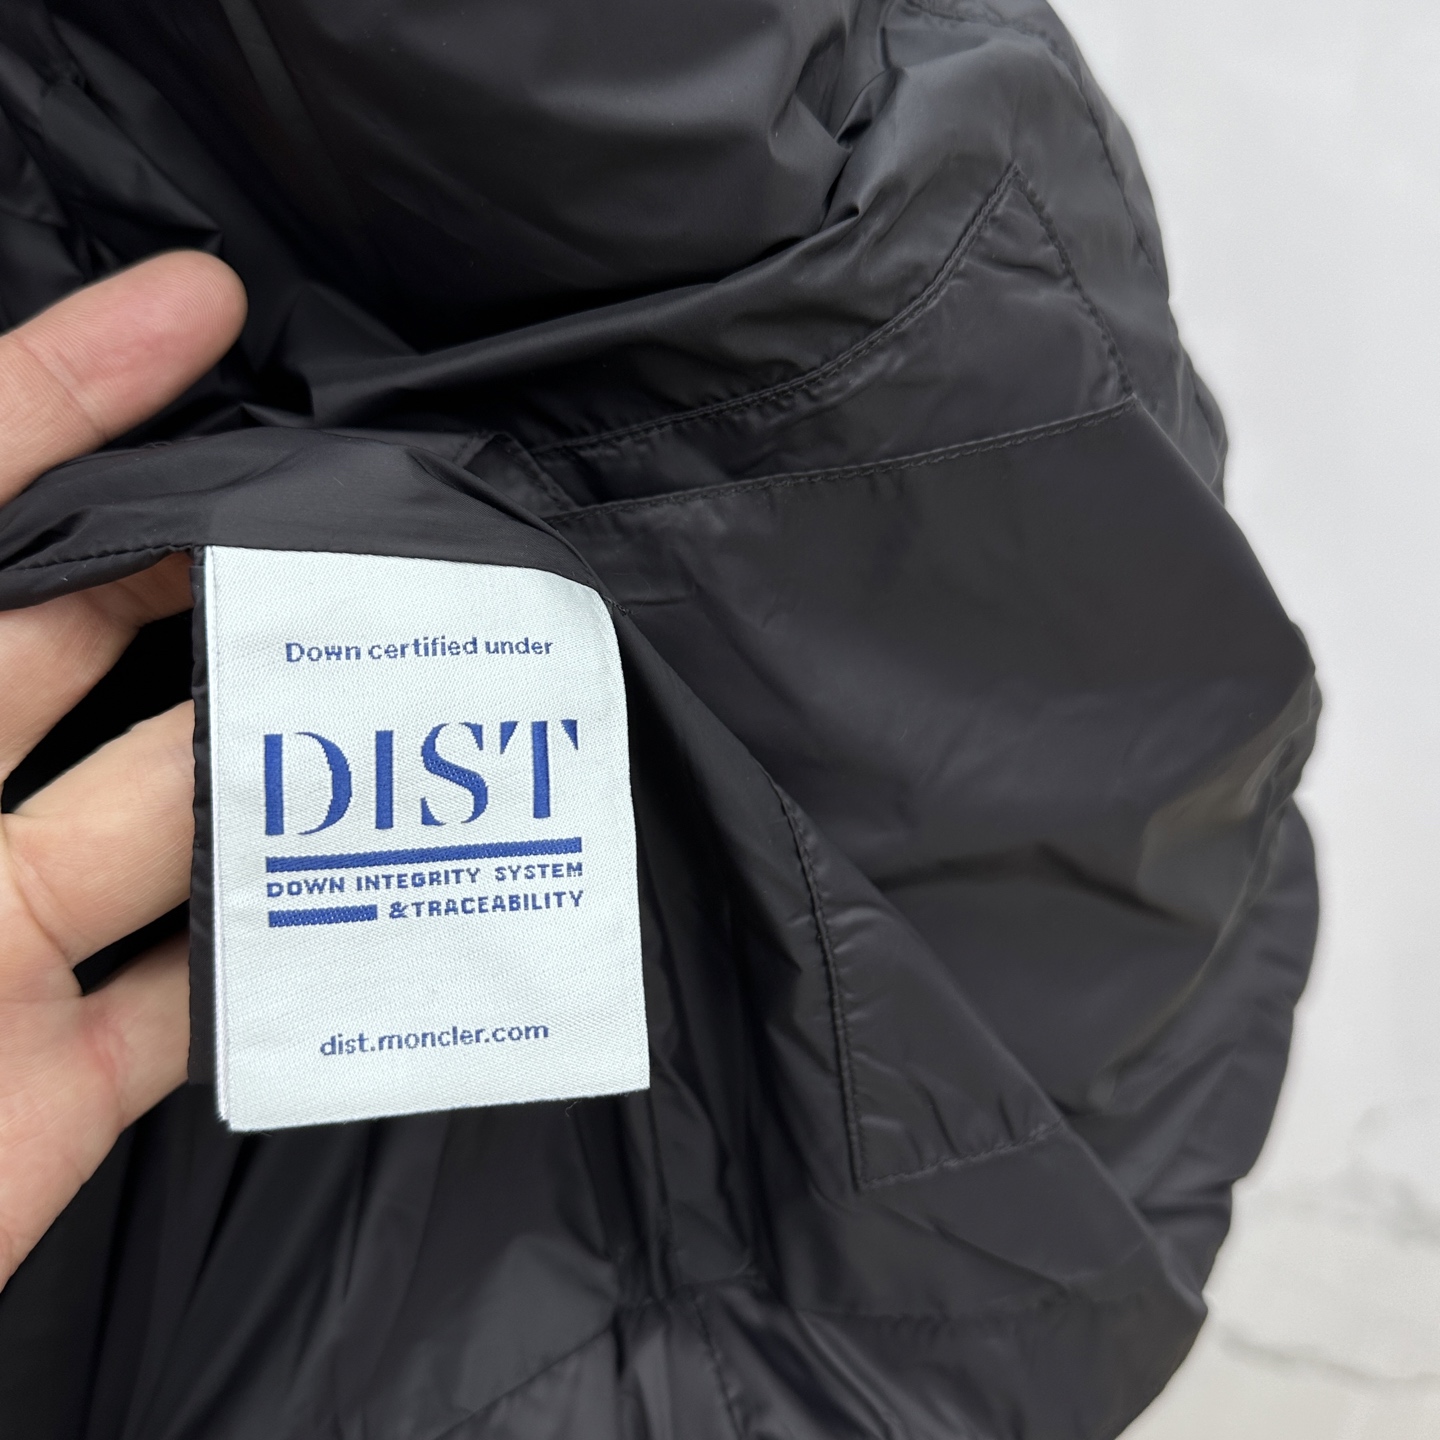 Down certified under
DIST
DOWN INTEGRITY SYSTEM
&TRACEABILITY
dist.moncler.com